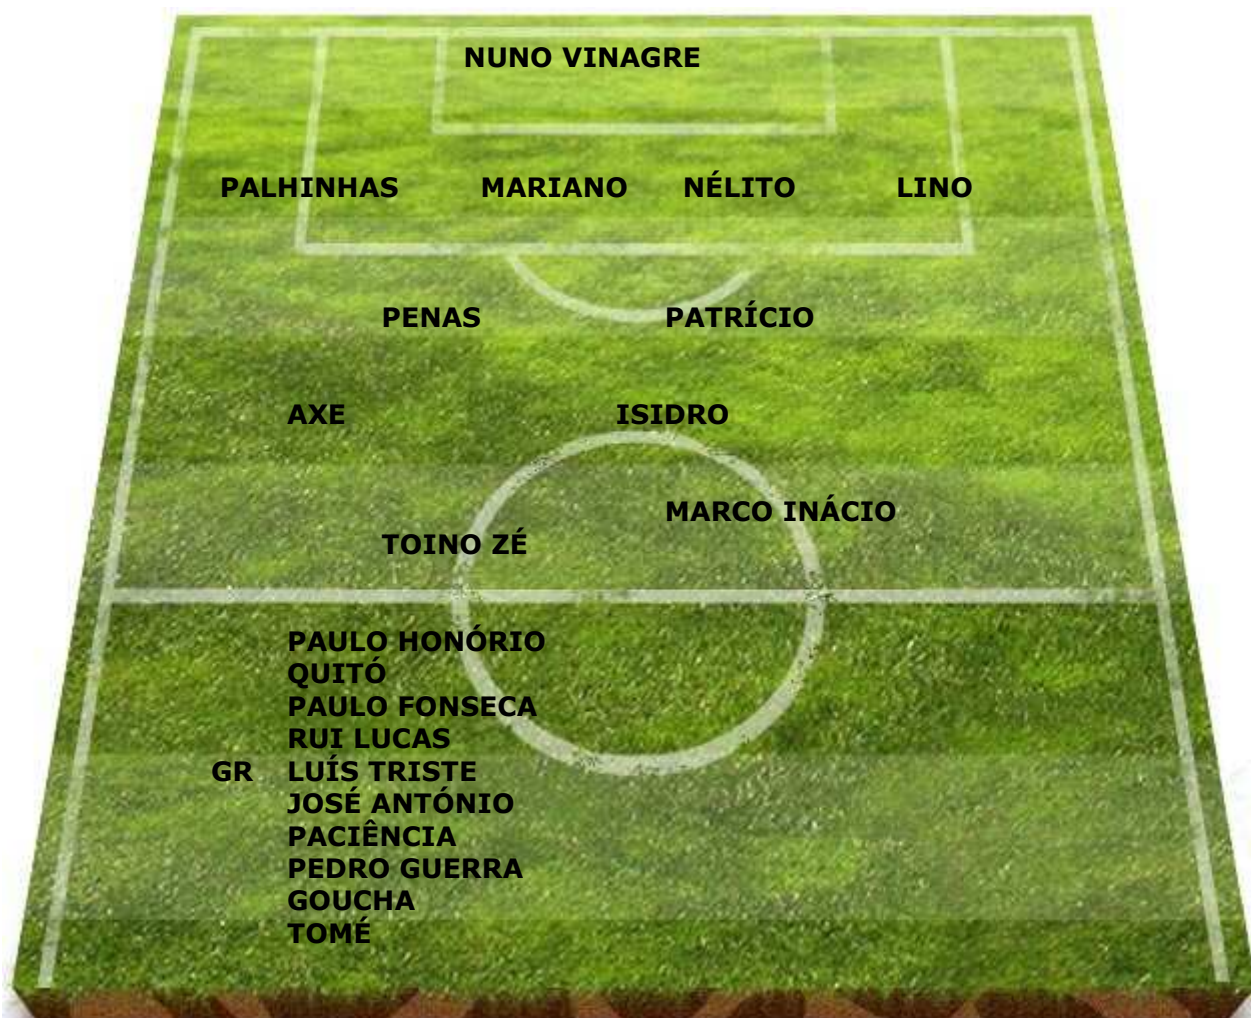 NUNO VINAGRE
PALHINHAS MARIANO NÉLITO LINO
PENAS PATRÍCIO
AXE ISIDRO
MARCO INÁCIO
TOINO ZÉ
PAULO HONÓRIO
QUITÓ
PAULO FONSECA
RUI LUCAS
GR LUÍS TRISTE
JOSÉ ANTÓNIO
PACIÊNCIA
PEDRO GUERRA
GOUCHA
TOMÉ